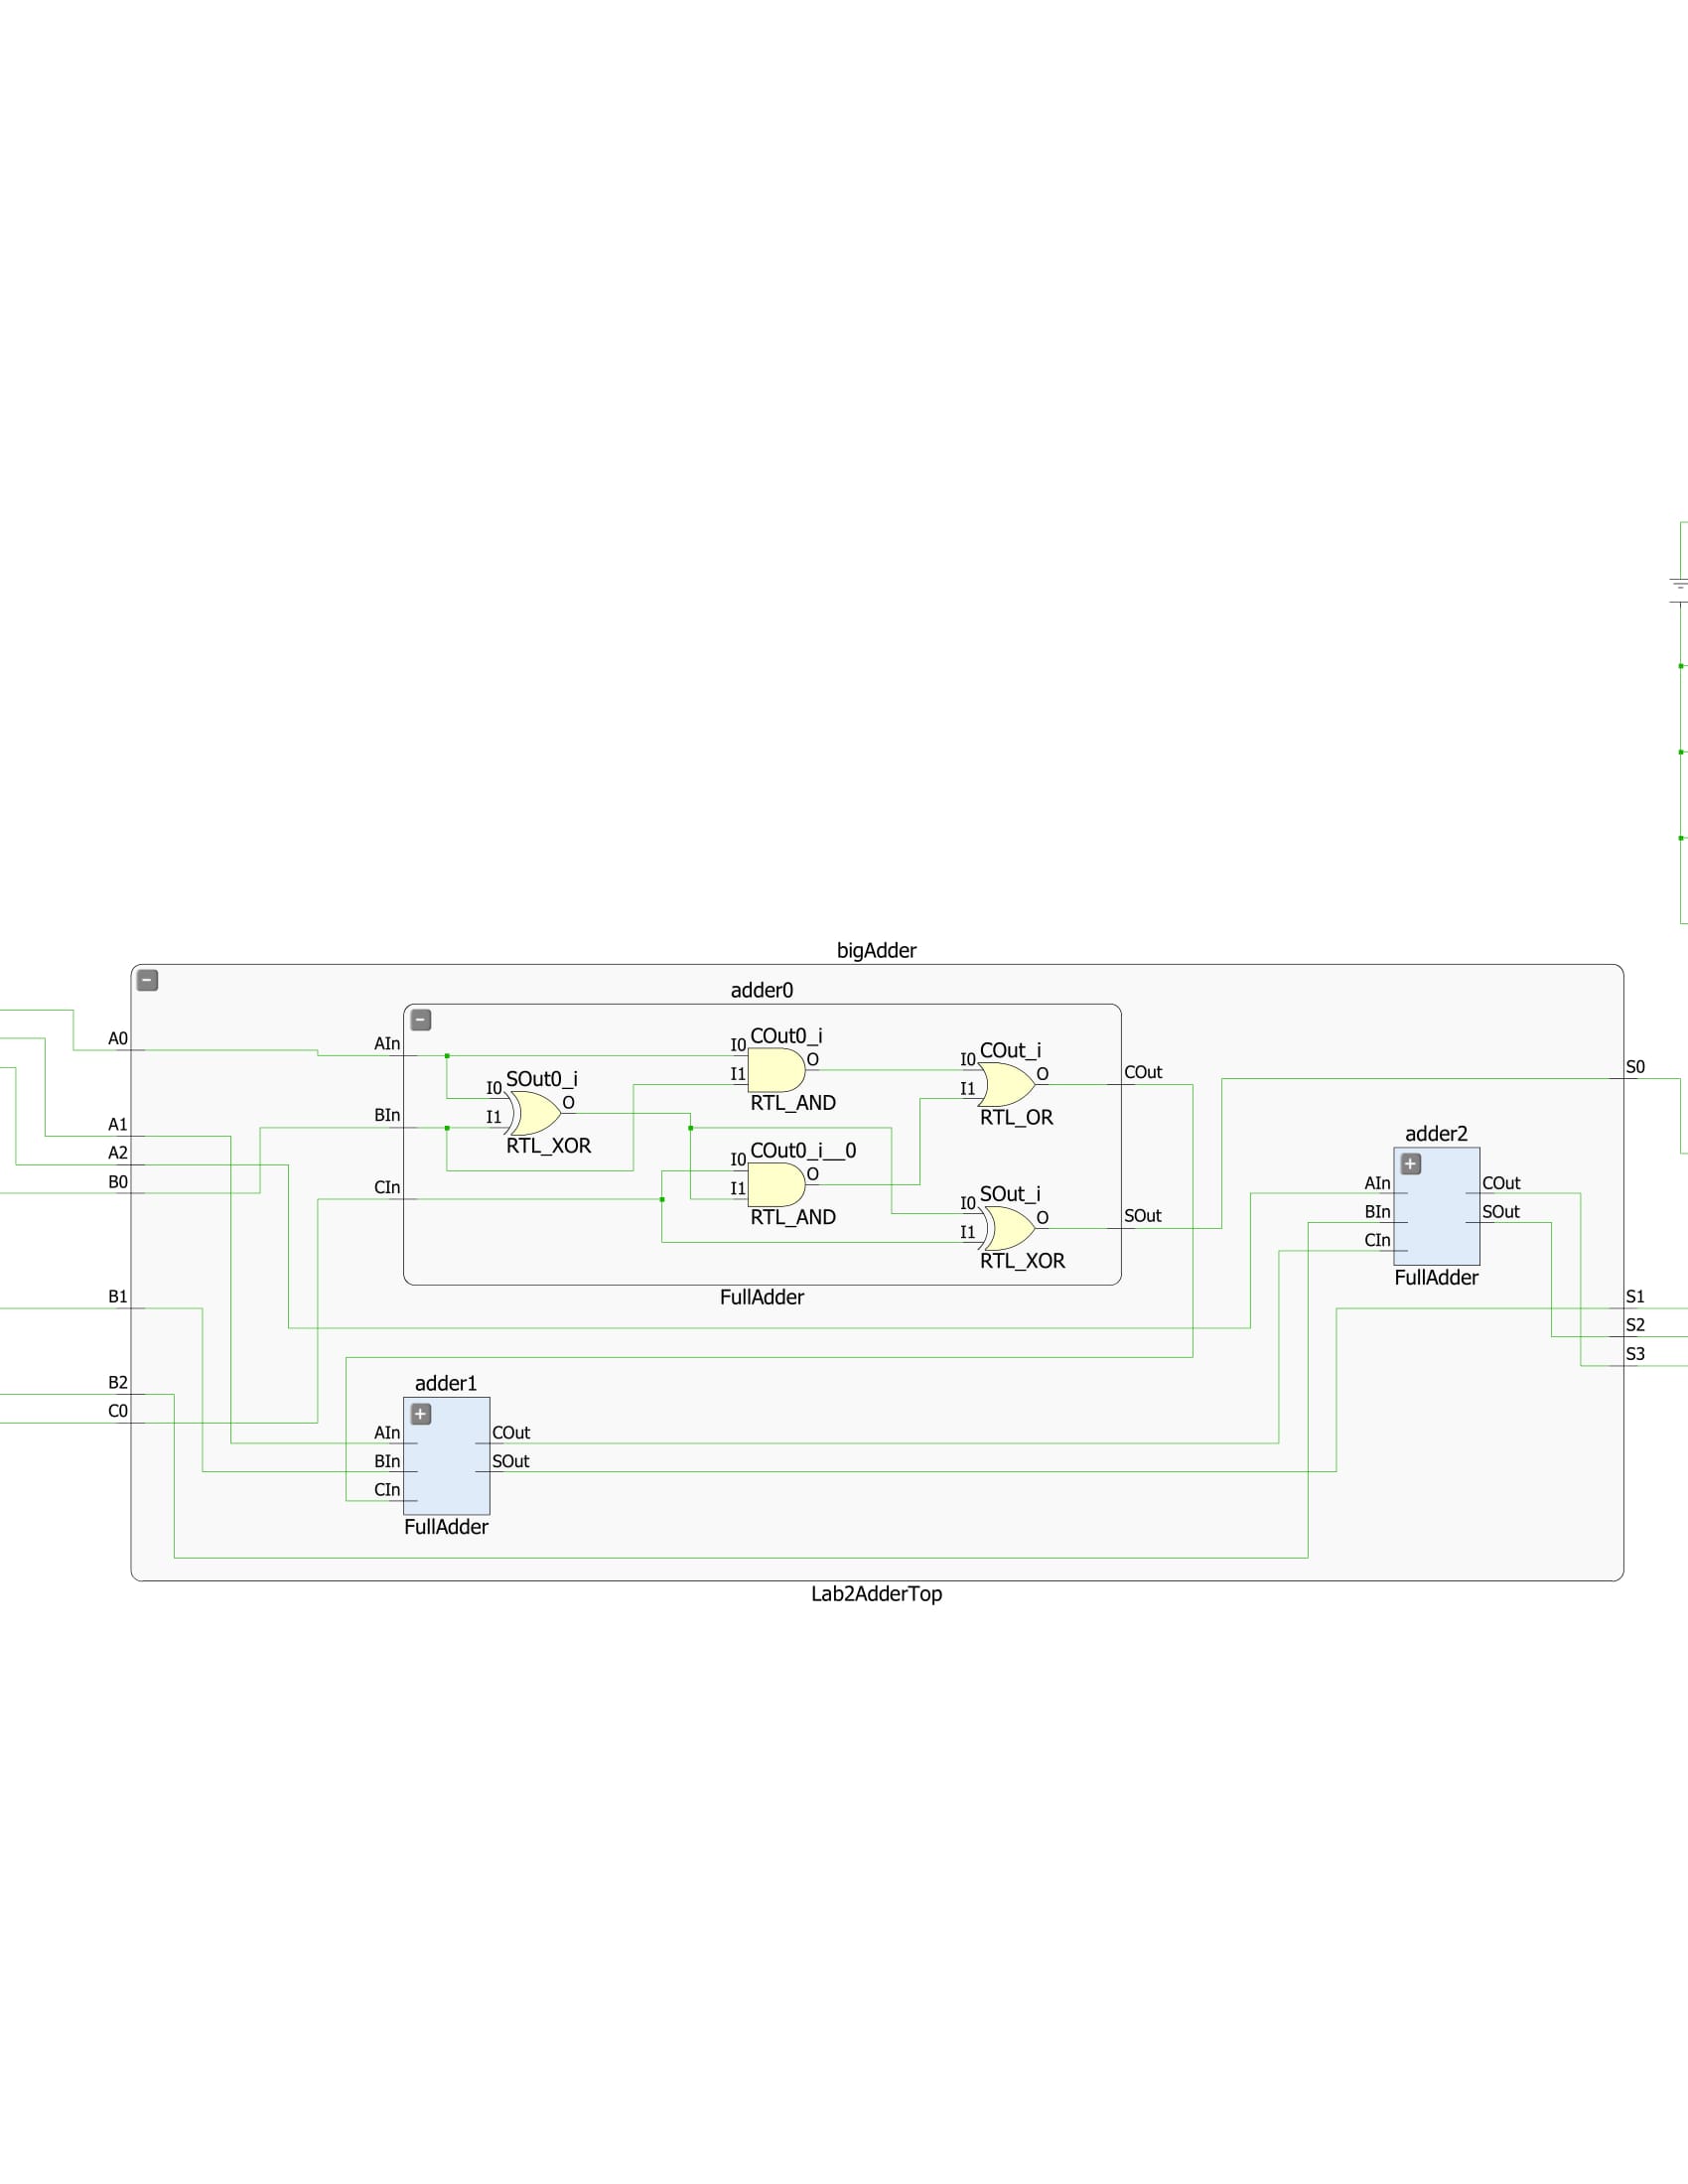 bigAdder
adder0
A0
AIn
I0
COut0_i
O
I1
RTL_AND
I0
COut_i
O
I1
RTL_OR
COut
S0
I0
SOut0_i
O
I1
RTL_XOR
A1
BIn
A2
B0
CIn
I0
COut0_i__0
O
I1
RTL_AND
I0
SOut_i
O
I1
RTL_XOR
SOut
FullAdder
adder2
AIn
BIn
CIn
COut
SOut
FullAdder
B1
S1
S2
S3
B2
C0
adder1
AIn
BIn
CIn
COut
SOut
FullAdder
Lab2AdderTop